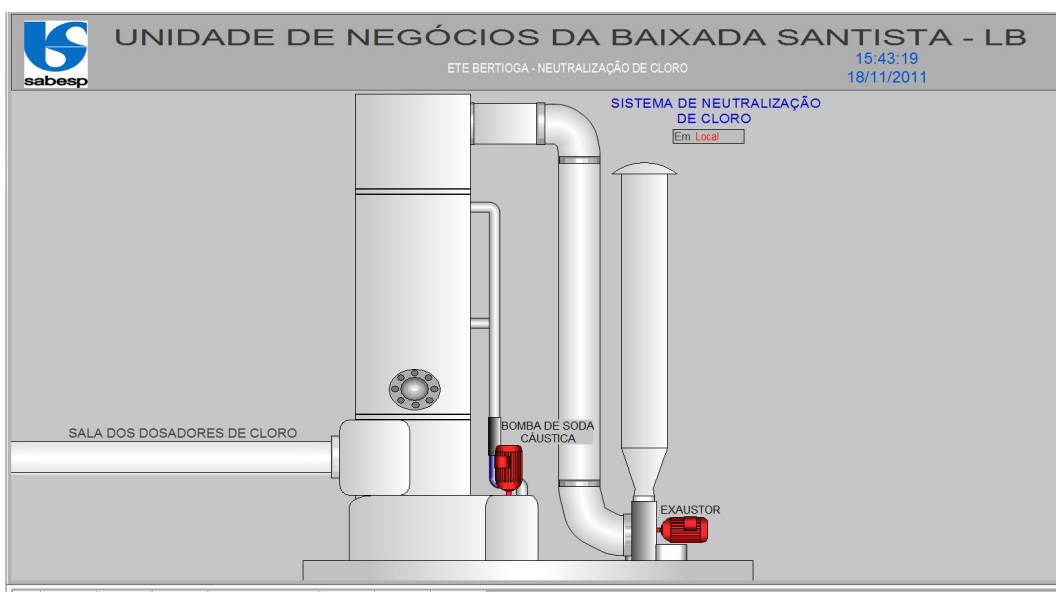 UNIDADE DE NEGÓCIOS DA BAIXADA SANTISTA - LB
sabesp
ETE BERTIOGA - NEUTRALIZAÇÃO DE CLORO
15:43:19
18/11/2011
SISTEMA DE NEUTRALIZAÇÃO
DE CLORO
Em Local
SALA DOS DOSADORES DE CLORO
BOMBA DE SODA
CÁUSTICA
EXAUSTOR